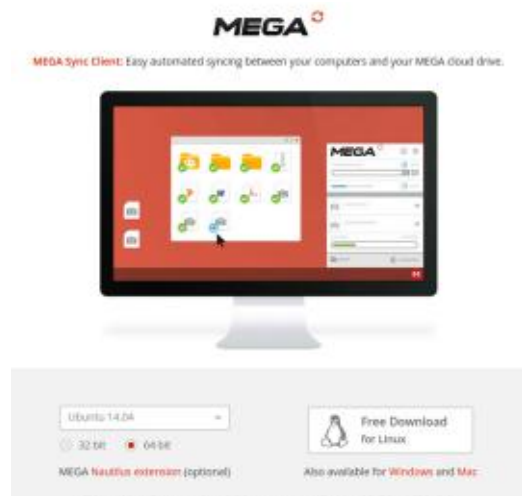 MEGA
MEGA Sync Client: Easy automated syncing between your computers and your MEGA cloud drive.
MEGA
Ubuntu 14.04
32 bit 64 bit
Free Download
for Linux
MEGA Nautilus extension (optional)
Also available for Windows and Mac